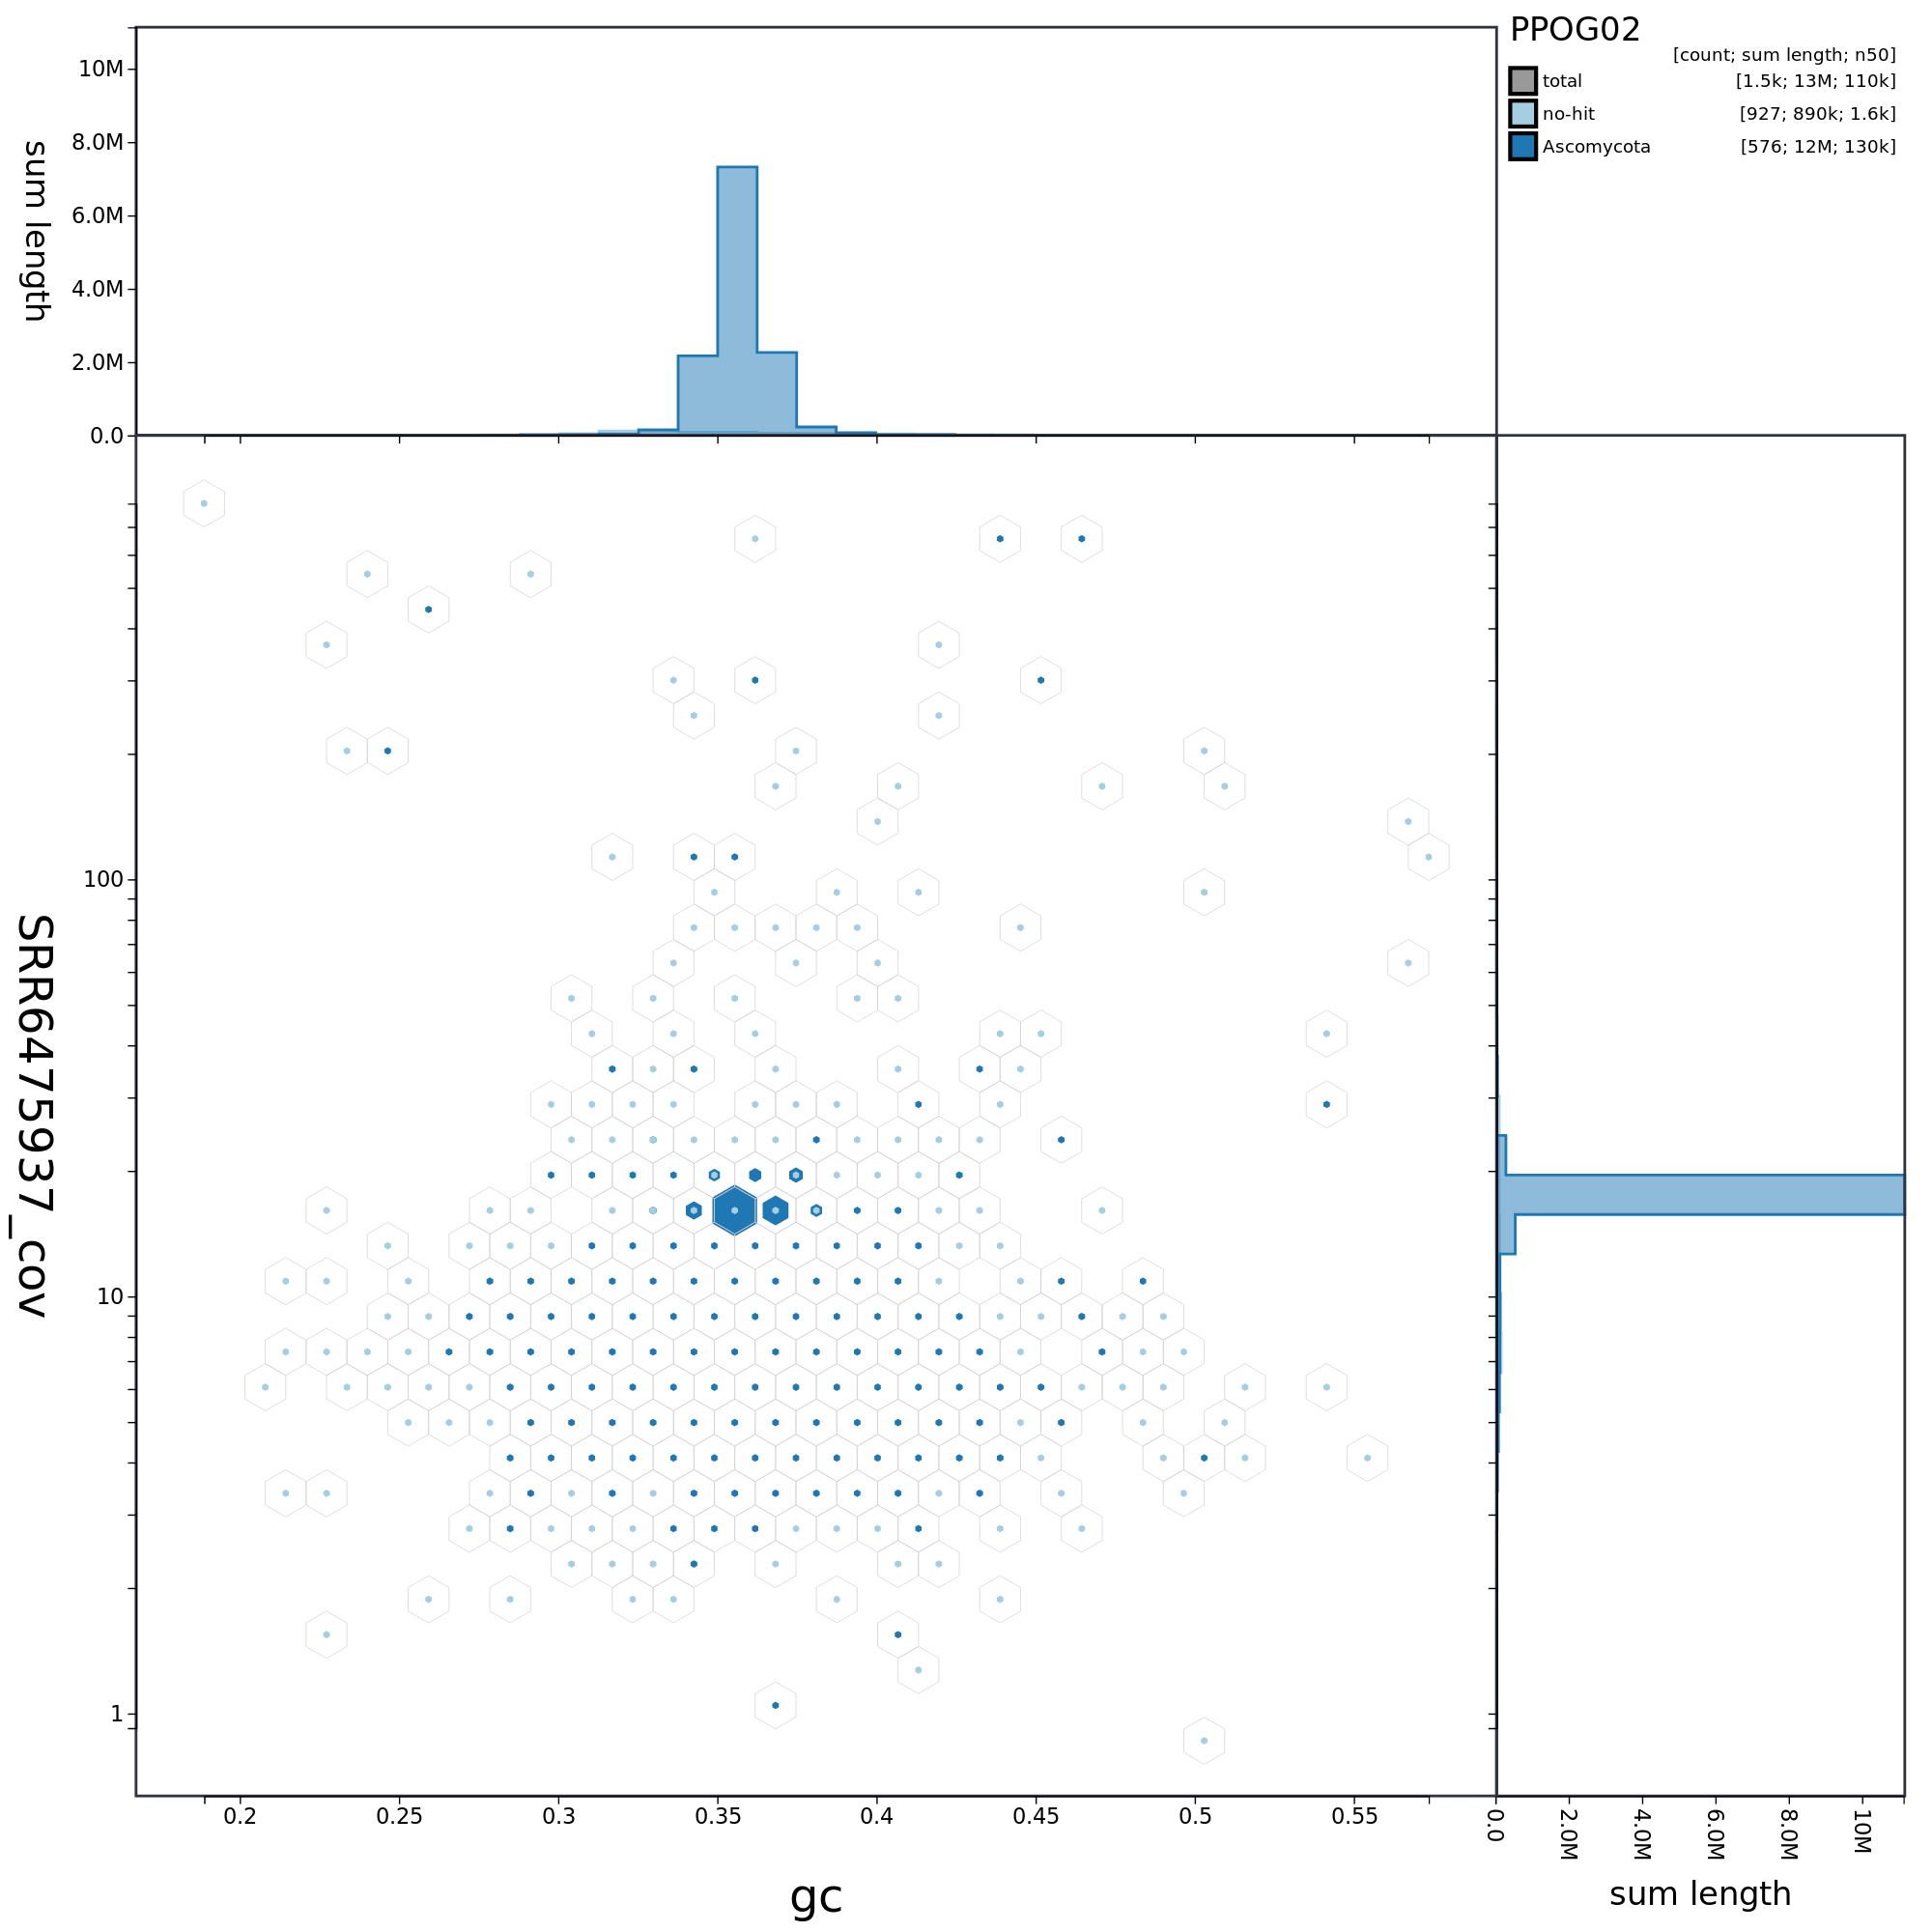 PPOG02
[count; sum length; n50]
total [1.5k; 13M; 110k]
no-hit [927; 890k; 1.6k]
Ascomycota [576; 12M; 130k]
sum length
10M
8.0M
6.0M
4.0M
2.0M
0.0
SRR6475937_cov
100
10
1
0.2 0.25 0.3 0.35 0.4 0.45 0.5 0.55
gc
0.0 2.0M 4.0M 6.0M 8.0M 10M
sum length